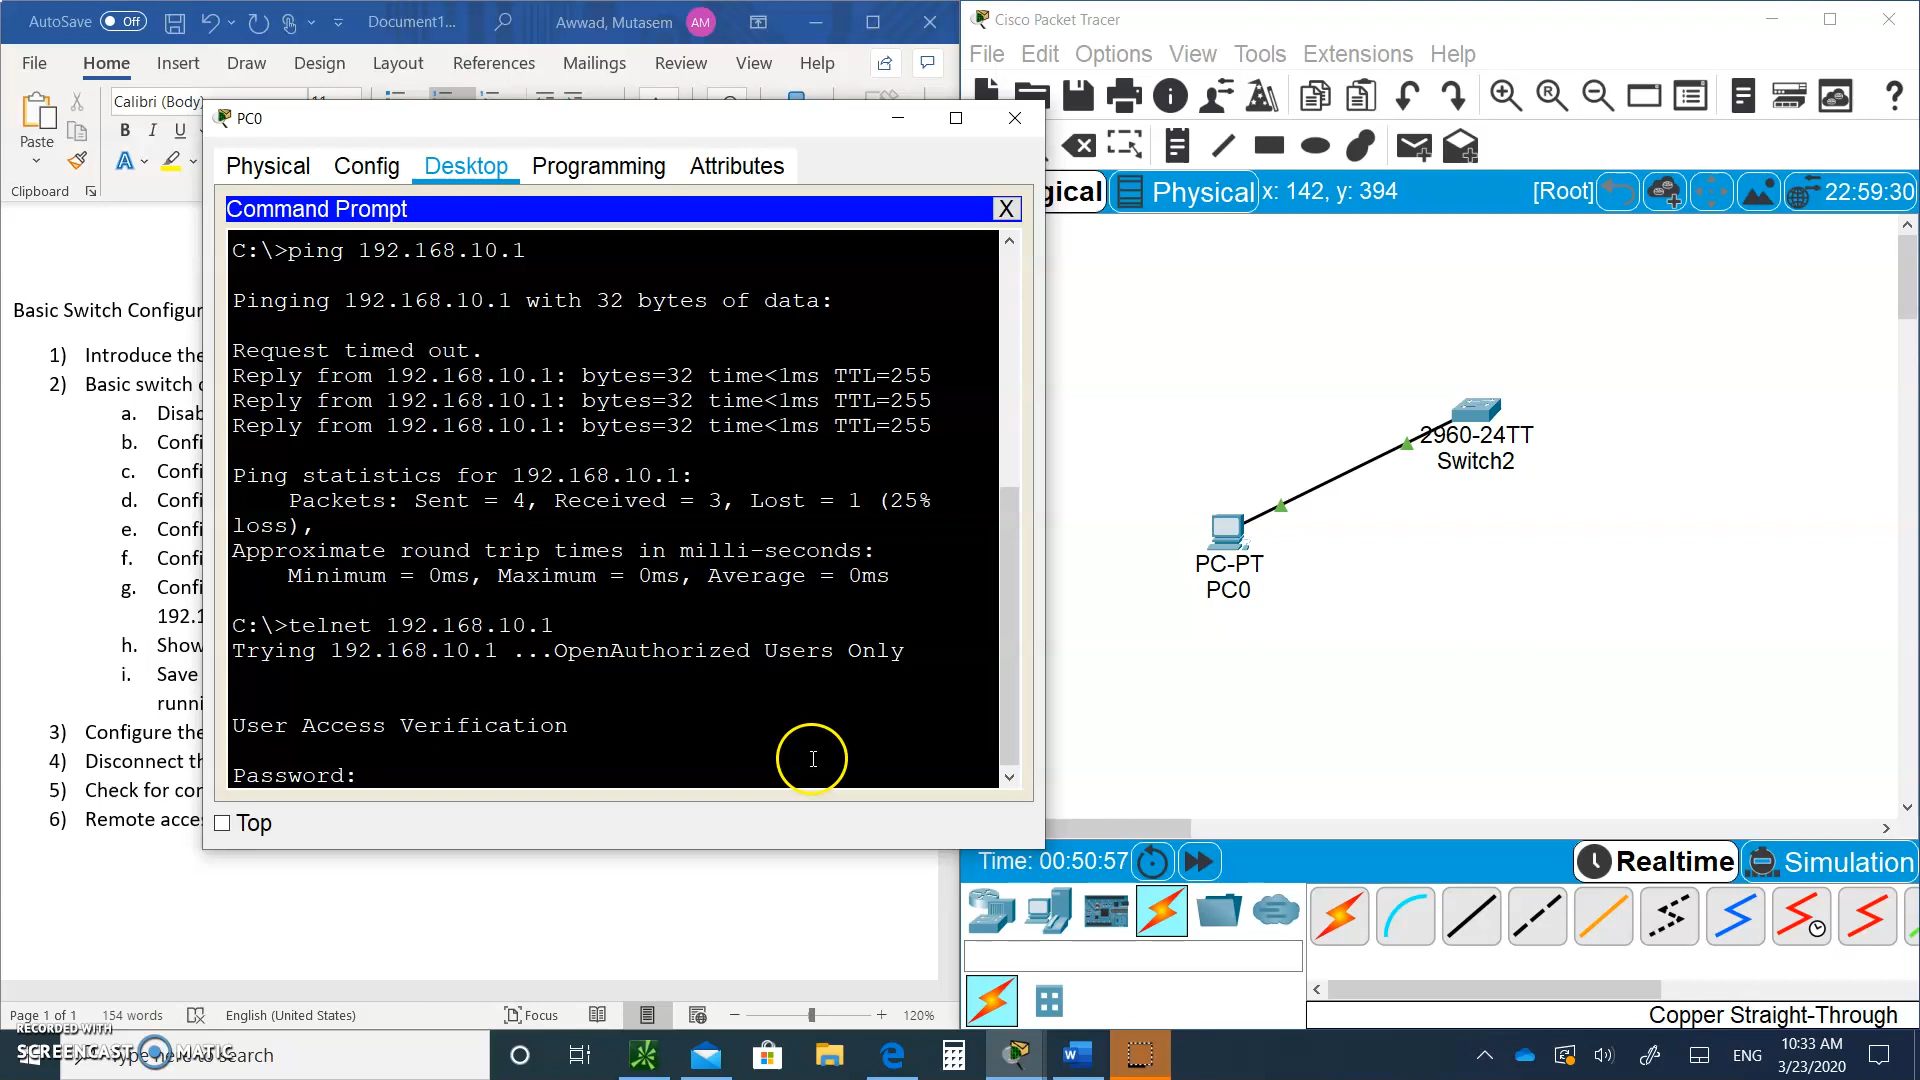 AutoSave Off Document1... Awwad, Mutasem AM
File Home Insert Draw Design Layout References Mailings Review View Help
Calibri (Body)
Paste B I U
A
Clipboard
Basic Switch Configur
1) Introduce the
2) Basic switch
a. Disab
b. Confi
c. Confi
d. Confi
e. Confi
f. Confi
g. Confi
192.1
h. Show
i. Save
runni
3) Configure the
4) Disconnect th
5) Check for con
6) Remote acce
PC0
Physical Config Desktop Programming Attributes
Command Prompt X
C:\>ping 192.168.10.1
Pinging 192.168.10.1 with 32 bytes of data:
Request timed out.
Reply from 192.168.10.1: bytes=32 time<1ms TTL=255
Reply from 192.168.10.1: bytes=32 time<1ms TTL=255
Reply from 192.168.10.1: bytes=32 time<1ms TTL=255
Ping statistics for 192.168.10.1:
Packets: Sent = 4, Received = 3, Lost = 1 (25%
loss),
Approximate round trip times in milli-seconds:
Minimum = 0ms, Maximum = 0ms, Average = 0ms
C:\>telnet 192.168.10.1
Trying 192.168.10.1 ...OpenAuthorized Users Only
User Access Verification
Password:
Top
Cisco Packet Tracer
File Edit Options View Tools Extensions Help
gical Physical x: 142, y: 394 [Root] 22:59:30
2960-24TT
Switch2
PC-PT
PC0
Time: 00:50:57 Realtime Simulation
Copper Straight-Through
Page 1 of 1 154 words English (United States) Focus 120%
RECORDED WITH
SCREENCAST MATIC
Type here to search
ENG 10:33 AM
3/23/2020